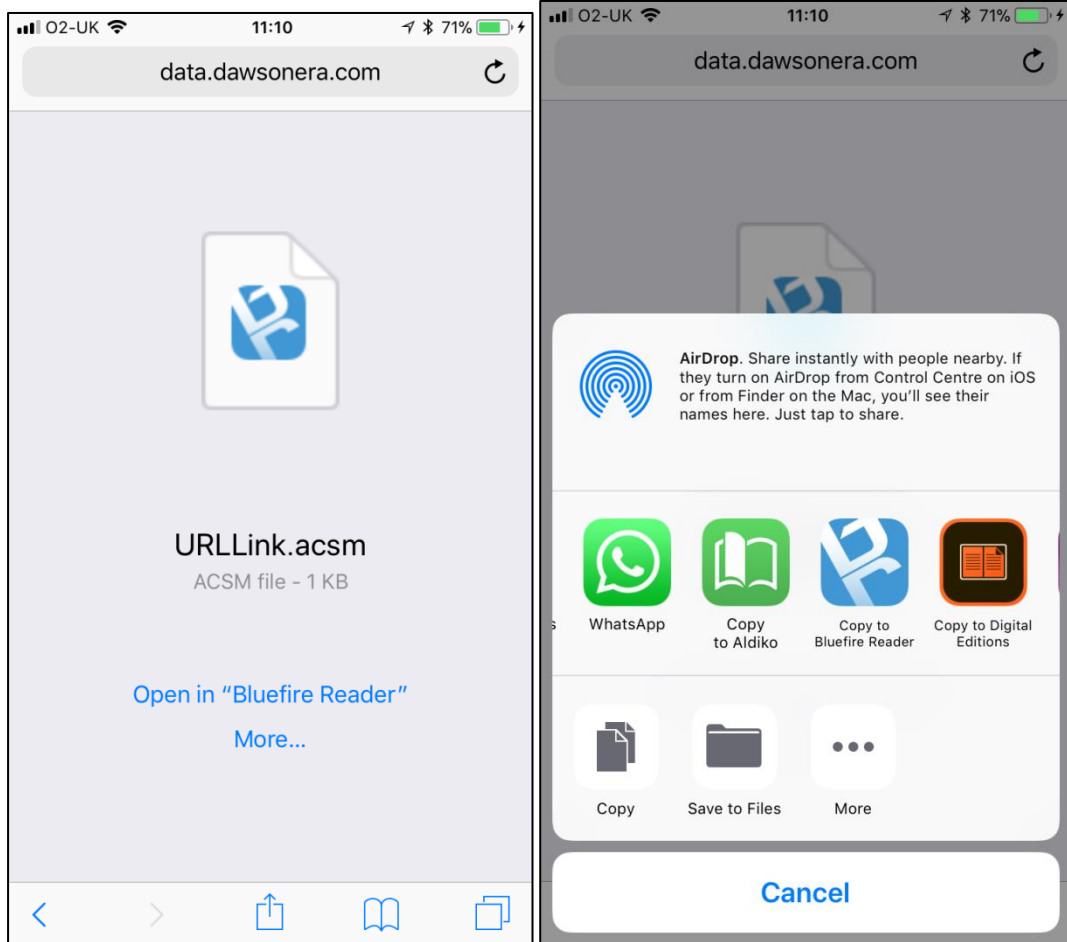 O2-UK 11:10 71%
data.dawsonera.com
URLLink.acsm
ACSM file - 1 KB
Open in “Bluefire Reader”
More...
O2-UK 11:10 71%
data.dawsonera.com
AirDrop. Share instantly with people nearby. If
they turn on AirDrop from Control Centre on iOS
or from Finder on the Mac, you’ll see their
names here. Just tap to share.
s
WhatsApp
Copy
to Aldiko
Copy to
Bluefire Reader
Copy to Digital
Editions
Copy
Save to Files
More
Cancel